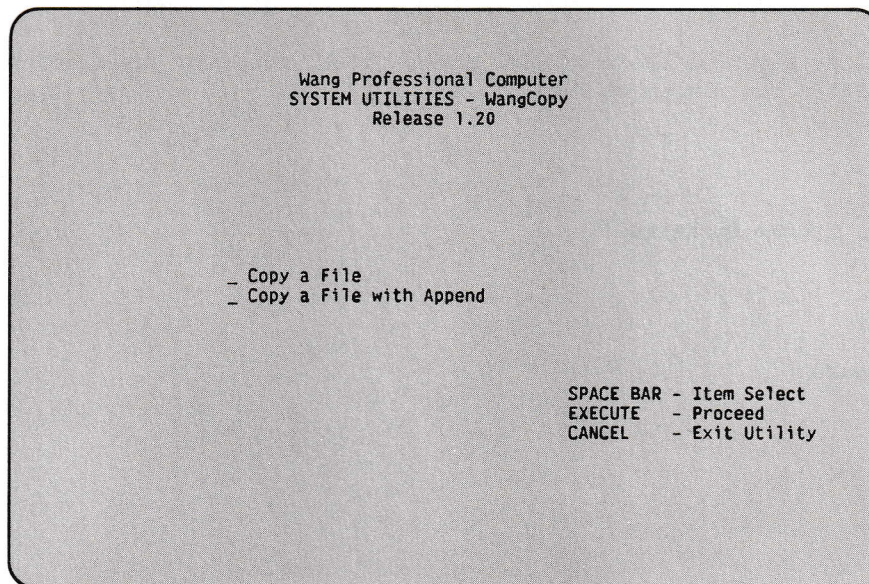 Wang Professional Computer
SYSTEM UTILITIES - WangCopy
Release 1.20
_ Copy a File
_ Copy a File with Append
SPACE BAR - Item Select
EXECUTE - Proceed
CANCEL - Exit Utility